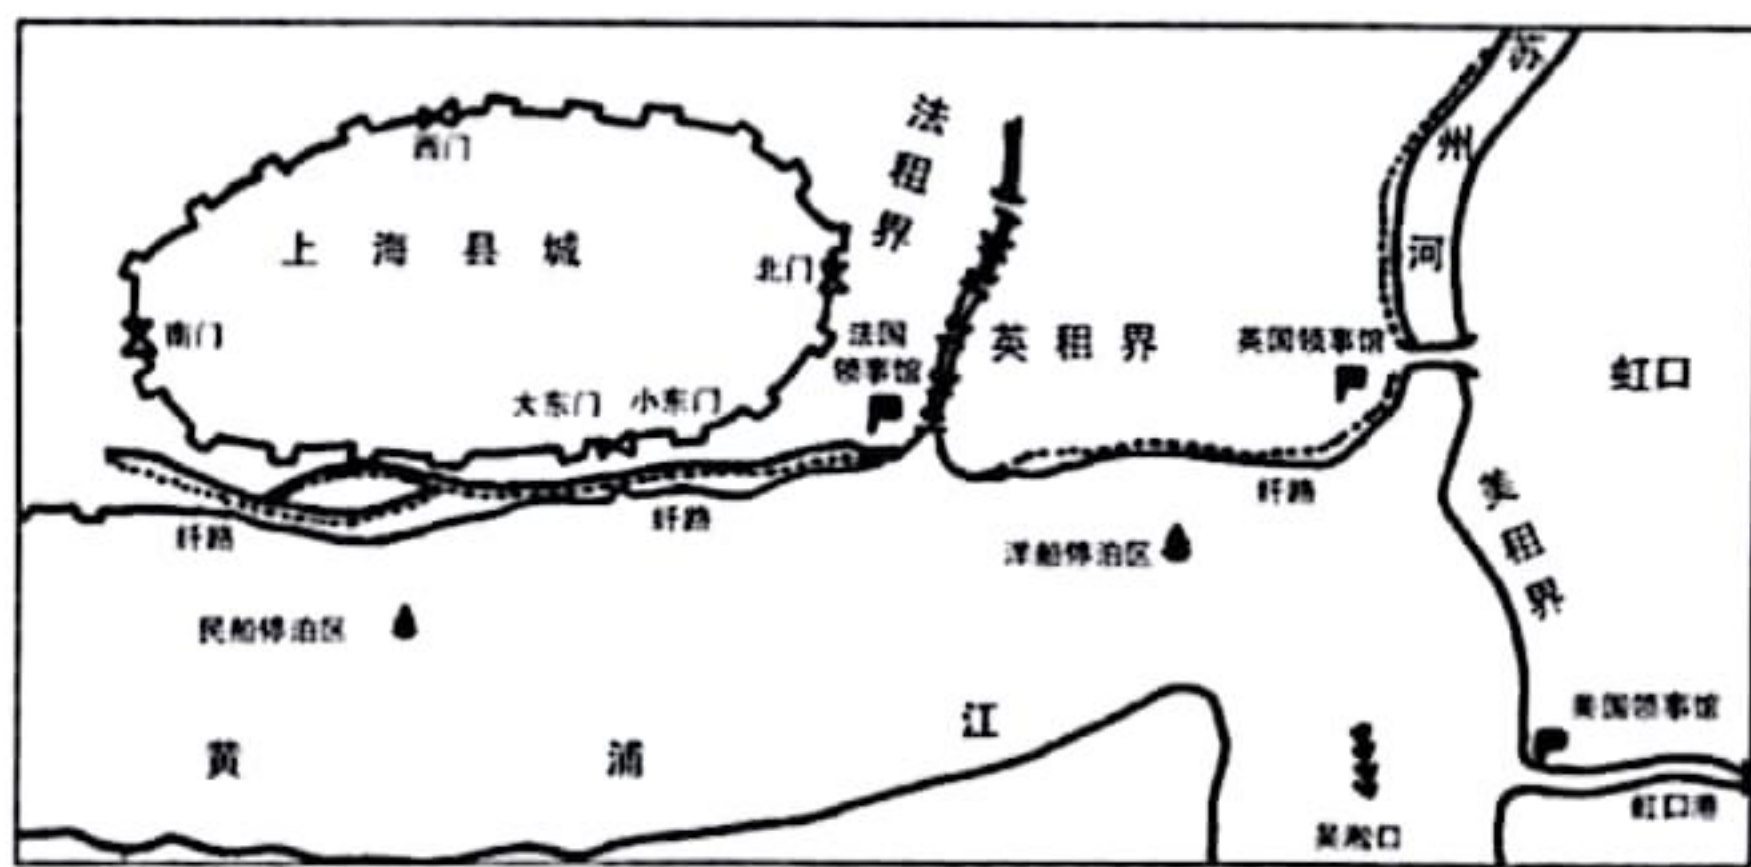 苏州河
法租界
西门
上海县城
北门
南门
法国
领事馆
英租界
英国领事馆
虹口
大东门
小东门
纤路
纤路
纤路
美租界
洋船停泊区
民船停泊区
美国领事馆
黄浦江
吴淞口
虹口港